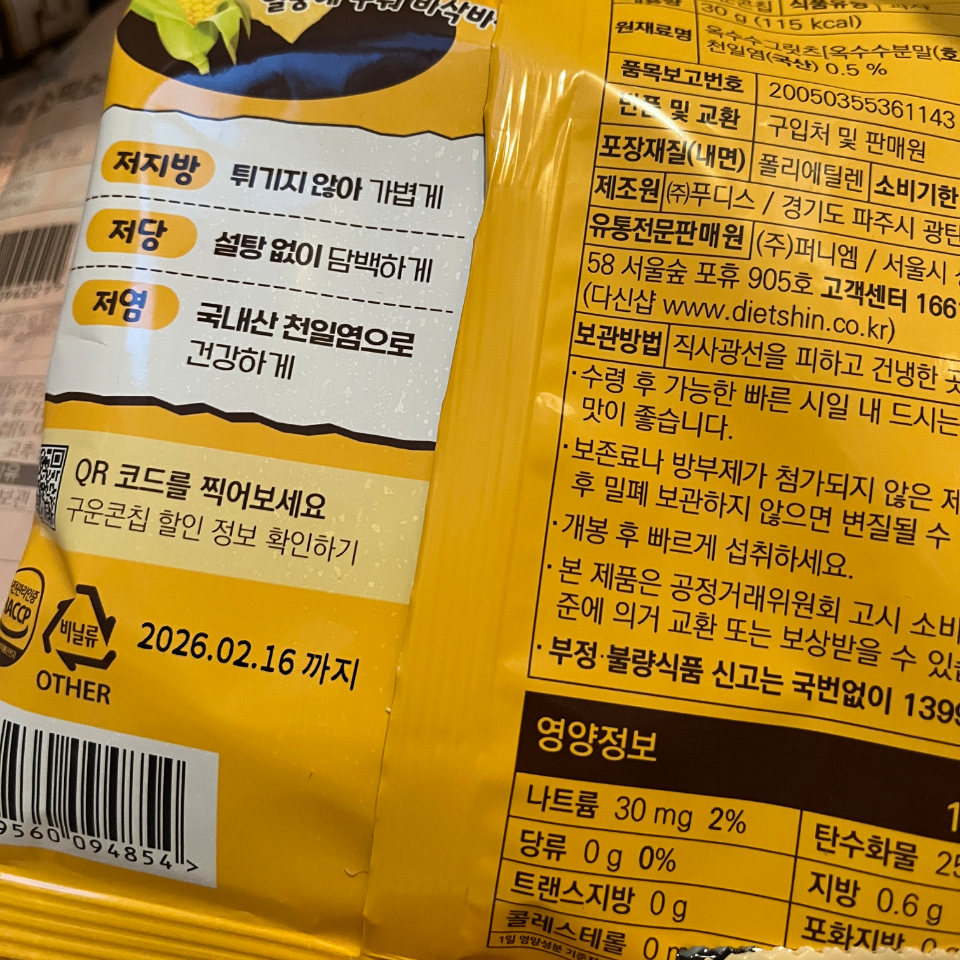 저지방 튀기지 않아 가볍게
저당 설탕 없이 담백하게
저염 국내산 천일염으로
건강하게
QR 코드를 찍어보세요
구운콘칩 할인 정보 확인하기
비닐류
OTHER
2026.02.16 까지
9560 094854 >
30 g (115 kcal)
원재료명 옥수수그릿츠[옥수수분말(호
천일염(국산) 0.5 %
품목보고번호 20050355361143
반품 및 교환 구입처 및 판매원
포장재질(내면) 폴리에틸렌 소비기한
제조원 (주)푸디스 / 경기도 파주시 광탄
유통전문판매원 (주)퍼니엠 / 서울시
58 서울숲 포휴 905호 고객센터 166
(다신샵 www.dietshin.co.kr)
보관방법 직사광선을 피하고 건냉한
·수령 후 가능한 빠른 시일 내 드시는
맛이 좋습니다.
·보존료나 방부제가 첨가되지 않은 제
후 밀폐 보관하지 않으면 변질될 수
·개봉 후 빠르게 섭취하세요.
·본 제품은 공정거래위원회 고시 소비
준에 의거 교환 또는 보상받을 수 있
·부정·불량식품 신고는 국번없이 1399
영양정보
나트륨 30 mg 2% 탄수화물 25
당류 0 g 0% 지방 0.6 g
트랜스지방 0 g 포화지방 0
콜레스테롤 0
1일 영양성분